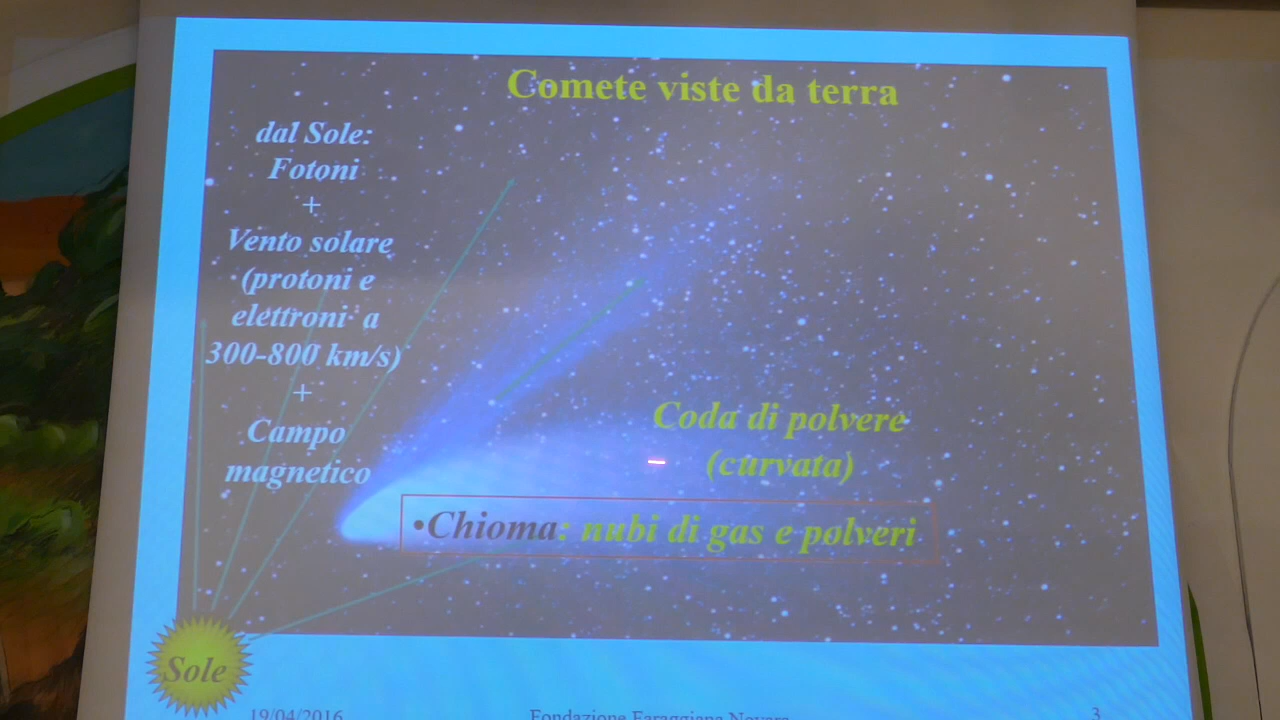 Comete viste da terra
dal Sole:
Fotoni
+
Vento solare
(protoni e
elettroni a
300-800 km/s)
+
Campo
magnetico
Coda di polvere
(curvata)
•Chioma: nubi di gas e polveri
Sole
19/04/2016
Fondazione Faraggiana Novara
3